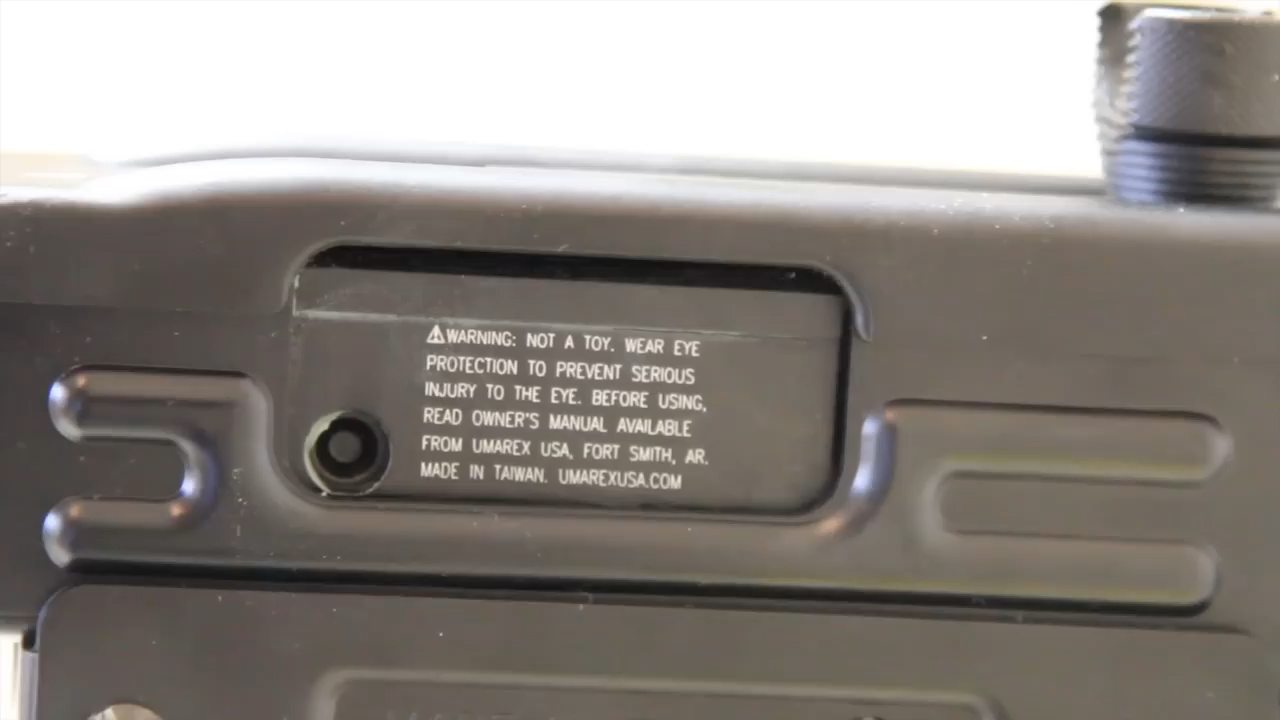 ⚠WARNING: NOT A TOY. WEAR EYE
PROTECTION TO PREVENT SERIOUS
INJURY TO THE EYE. BEFORE USING,
READ OWNER'S MANUAL AVAILABLE
FROM UMAREX USA, FORT SMITH, AR.
MADE IN TAIWAN. UMAREXUSA.COM